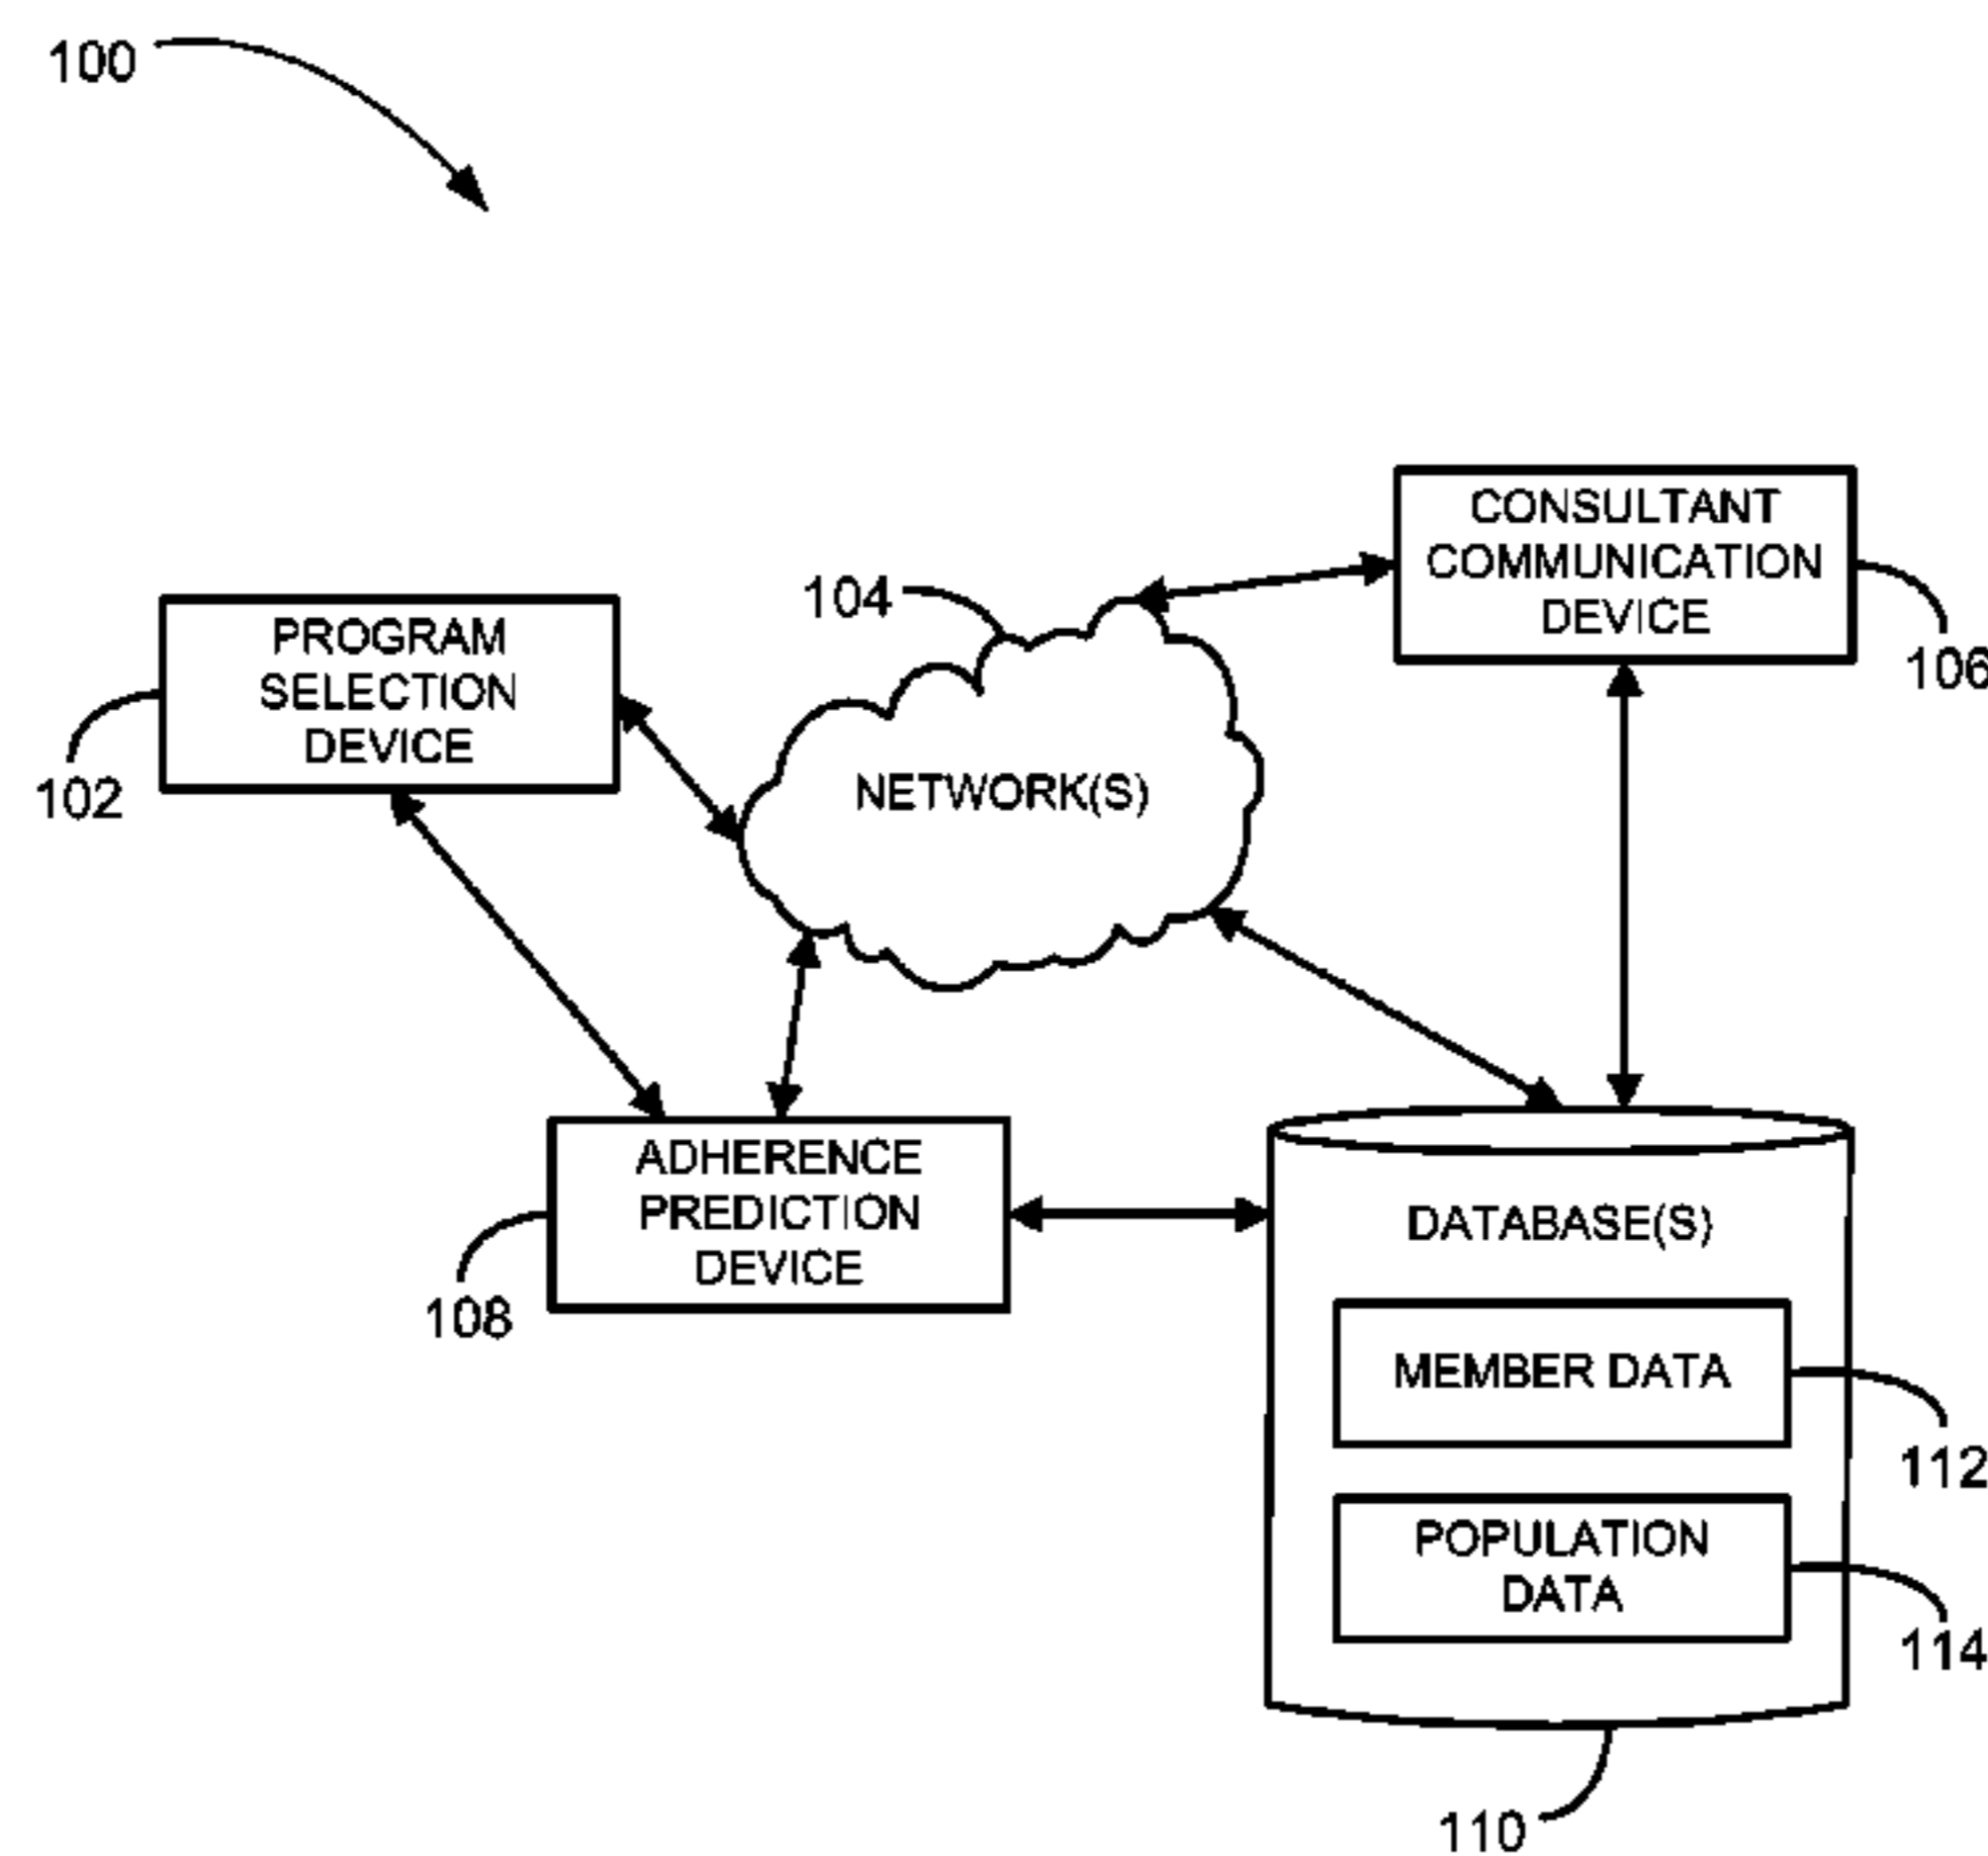 100
CONSULTANT
COMMUNICATION
DEVICE
106
104
PROGRAM
SELECTION
DEVICE
102
NETWORK(S)
ADHERENCE
PREDICTION
DEVICE
108
DATABASE(S)
MEMBER DATA
112
POPULATION
DATA
114
110